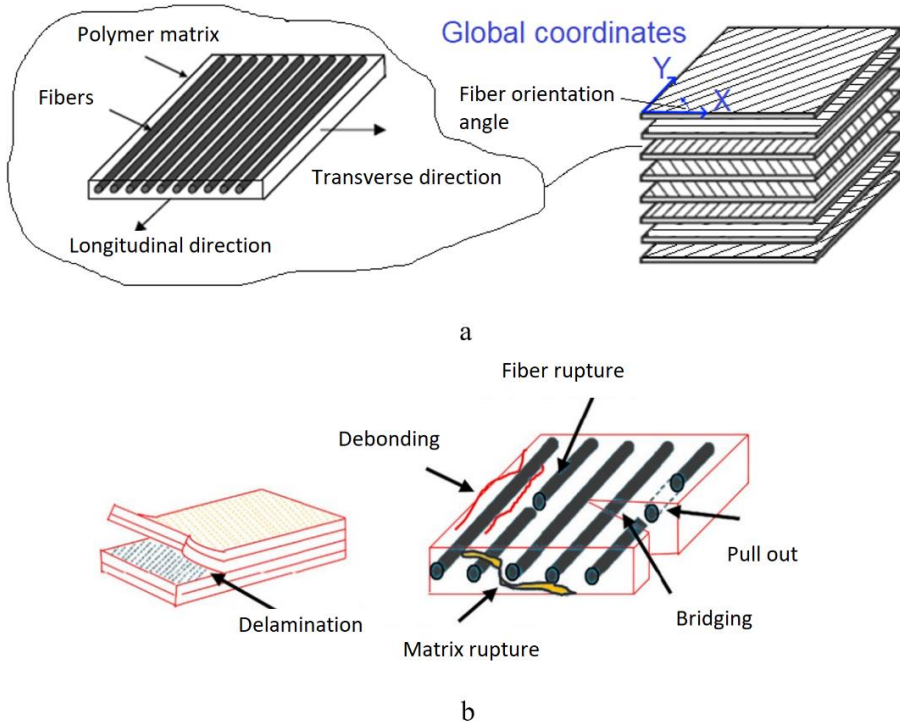 Polymer matrix
Fibers
Transverse direction
Longitudinal direction
Global coordinates
Y
X
Fiber orientation
angle
a
Fiber rupture
Debonding
Pull out
Bridging
Delamination
Matrix rupture
b